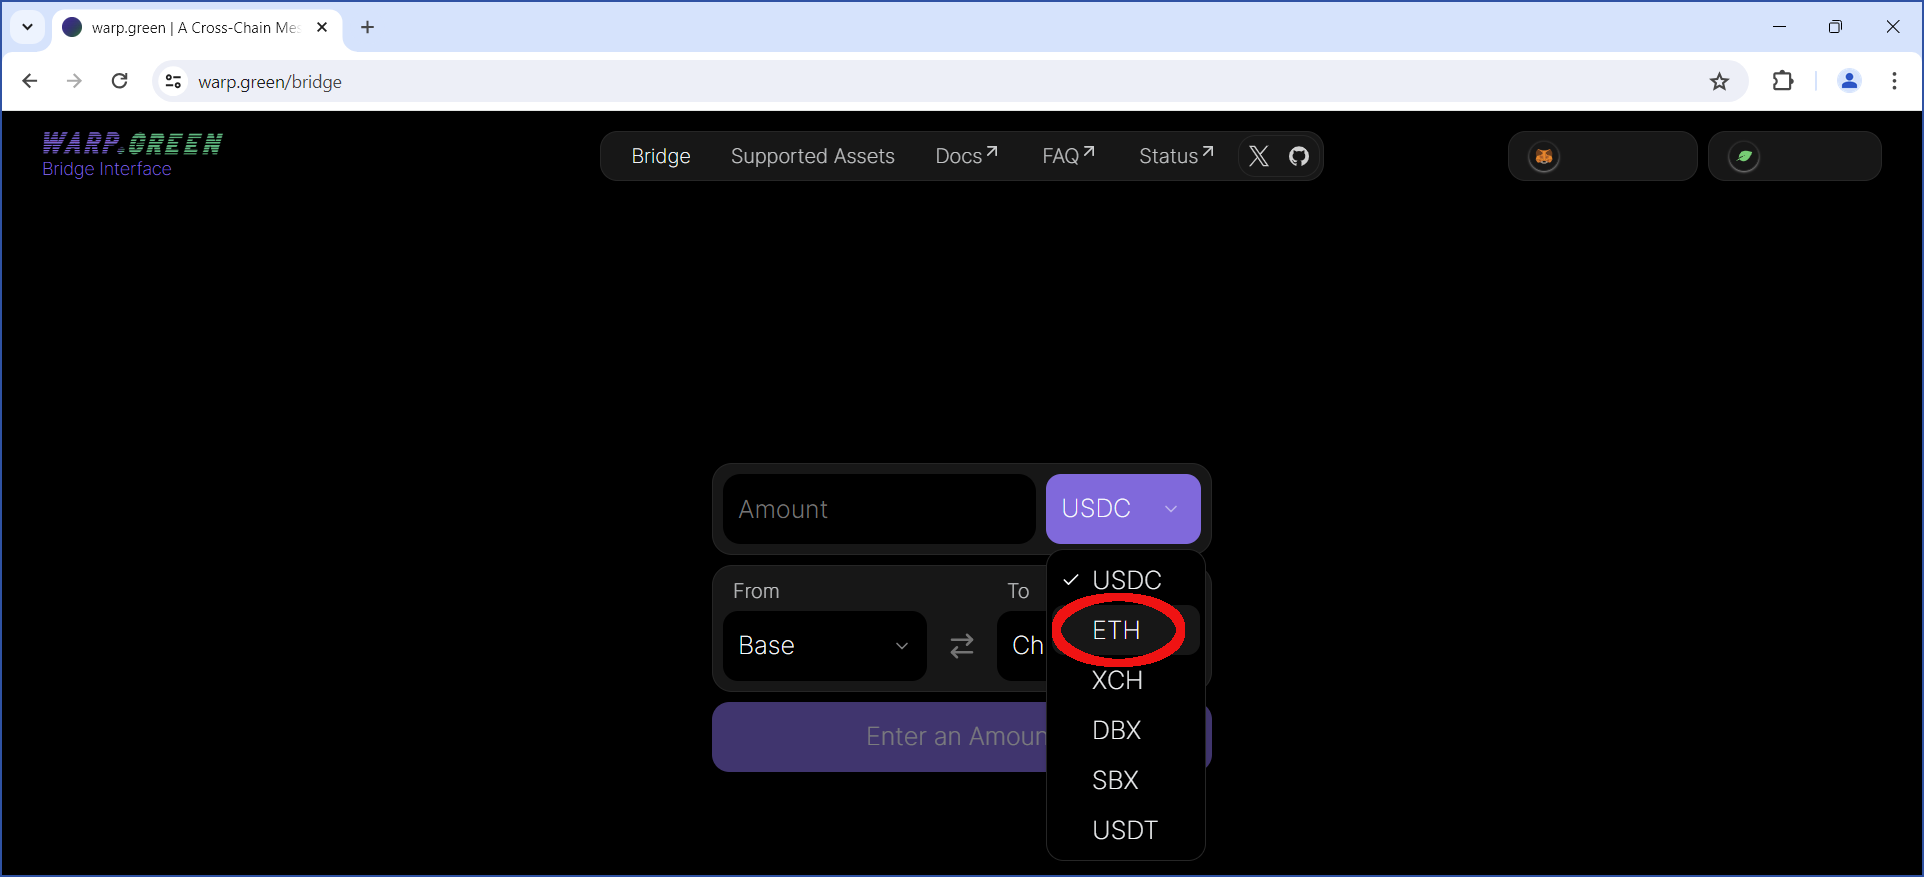 warp.green | A Cross-Chain Mes
warp.green/bridge
WARP.GREEN
Bridge Interface
Bridge
Supported Assets
Docs
FAQ
Status
Amount
USDC
USDC
ETH
XCH
DBX
SBX
USDT
From
To
Base
Ch
Enter an Amoun